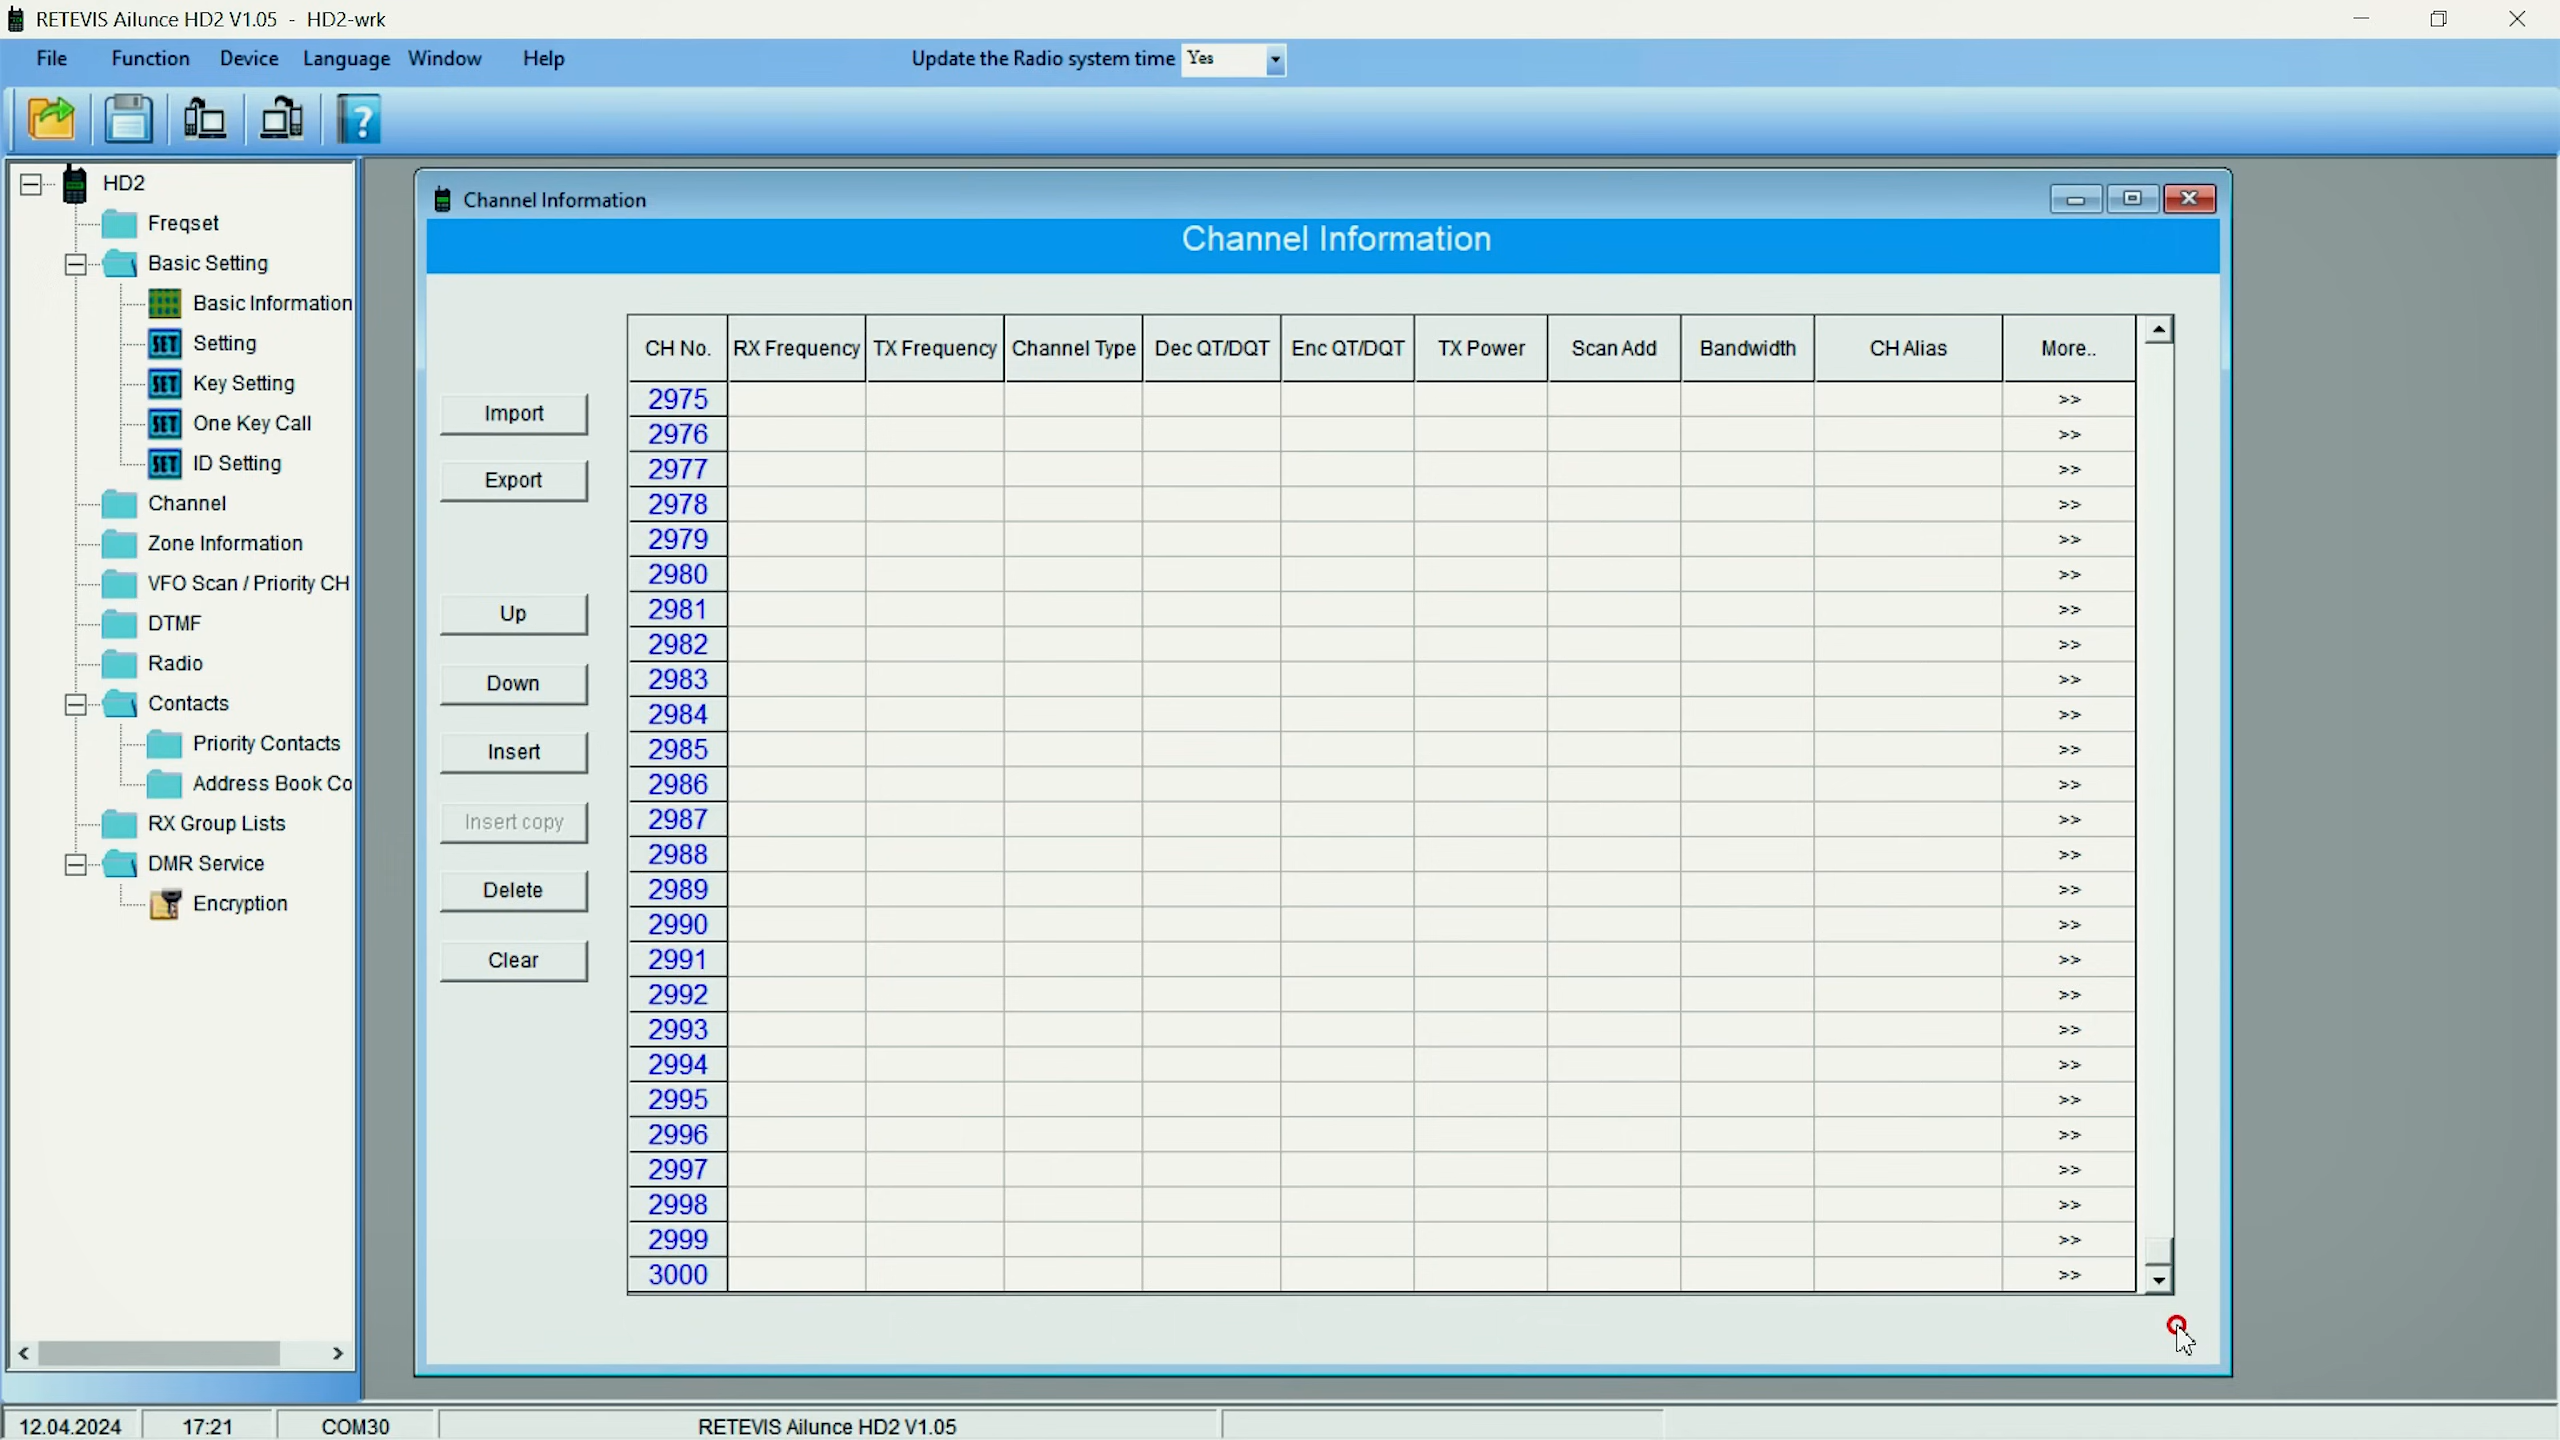 RETEVIS Ailunce HD2 V1.05 - HD2-wrk
File Function Device Language Window Help Update the Radio system time Yes
HD2
Freqset
Basic Setting
Basic Information
Setting
Key Setting
One Key Call
ID Setting
Channel
Zone Information
VFO Scan / Priority CH
DTMF
Radio
Contacts
Priority Contacts
Address Book Co
RX Group Lists
DMR Service
Encryption
Channel Information
Channel Information
Import
Export
Up
Down
Insert
Insert copy
Delete
Clear
CH No. RX Frequency TX Frequency Channel Type Dec QT/DQT Enc QT/DQT TX Power Scan Add Bandwidth CH Alias More..
2975 >>
2976 >>
2977 >>
2978 >>
2979 >>
2980 >>
2981 >>
2982 >>
2983 >>
2984 >>
2985 >>
2986 >>
2987 >>
2988 >>
2989 >>
2990 >>
2991 >>
2992 >>
2993 >>
2994 >>
2995 >>
2996 >>
2997 >>
2998 >>
2999 >>
3000 >>
12.04.2024 17:21 COM30 RETEVIS Ailunce HD2 V1.05